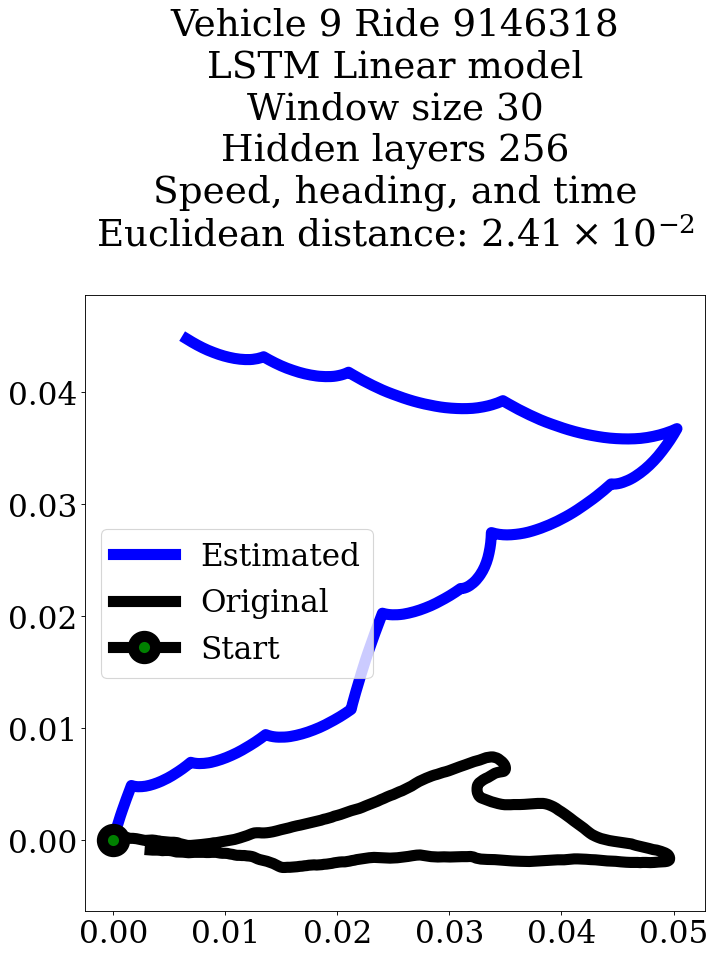 Vehicle 9 Ride 9146318
LSTM Linear model
Window size 30
Hidden layers 256
Speed, heading, and time
Euclidean distance: 2.41 × 10⁻²
0.04
0.03
0.02
0.01
0.00
Estimated
Original
Start
0.00 0.01 0.02 0.03 0.04 0.05